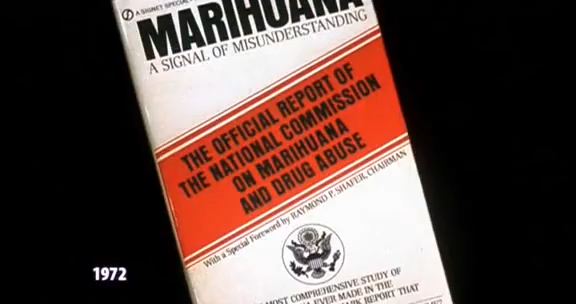 A SIGNET SPECIAL
MARIHUANA
A SIGNAL OF MISUNDERSTANDING
THE OFFICIAL REPORT OF
THE NATIONAL COMMISSION
ON MARIHUANA
AND DRUG ABUSE
With a Special Foreword by RAYMOND P. SHAFER, CHAIRMAN
MOST COMPREHENSIVE STUDY OF
EVER MADE IN THE
REPORT THAT
1972